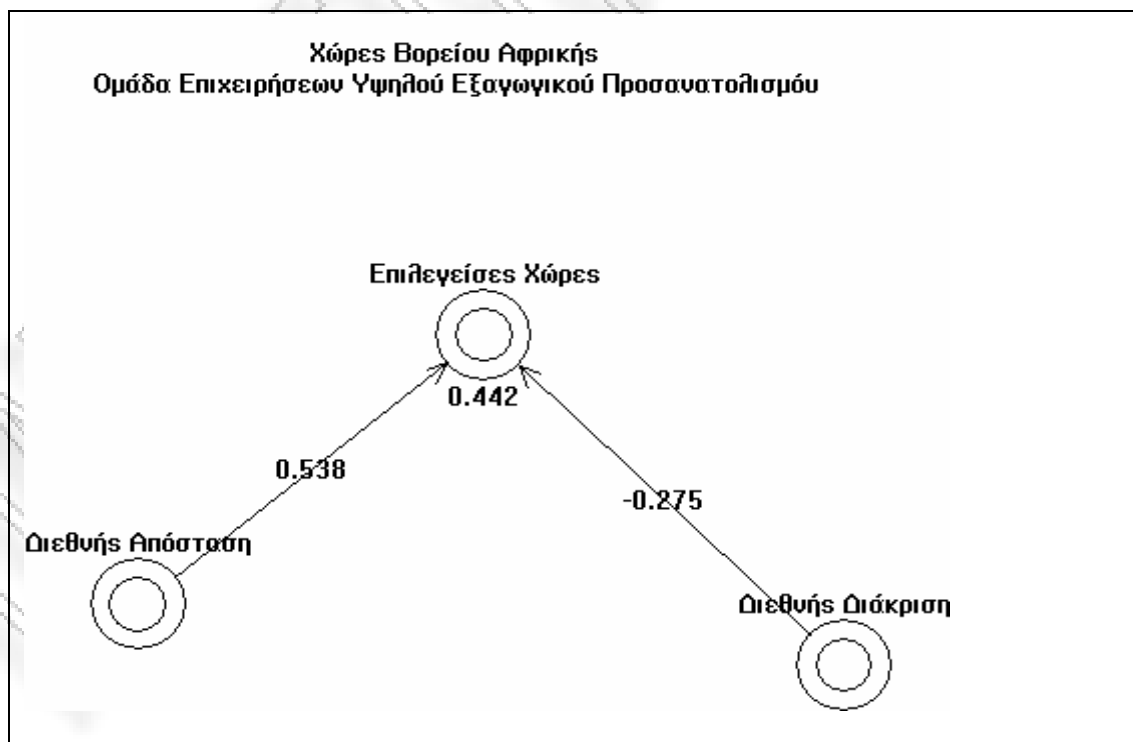 Χώρες Βορείου Αφρικής
Ομάδα Επιχειρήσεων Υψηλού Εξαγωγικού Προσανατολισμόυ
Επιλεγείσες Χώρες
0.442
0.538
-0.275
Διεθνής Απόσταση
Διεθνής Διάκριση